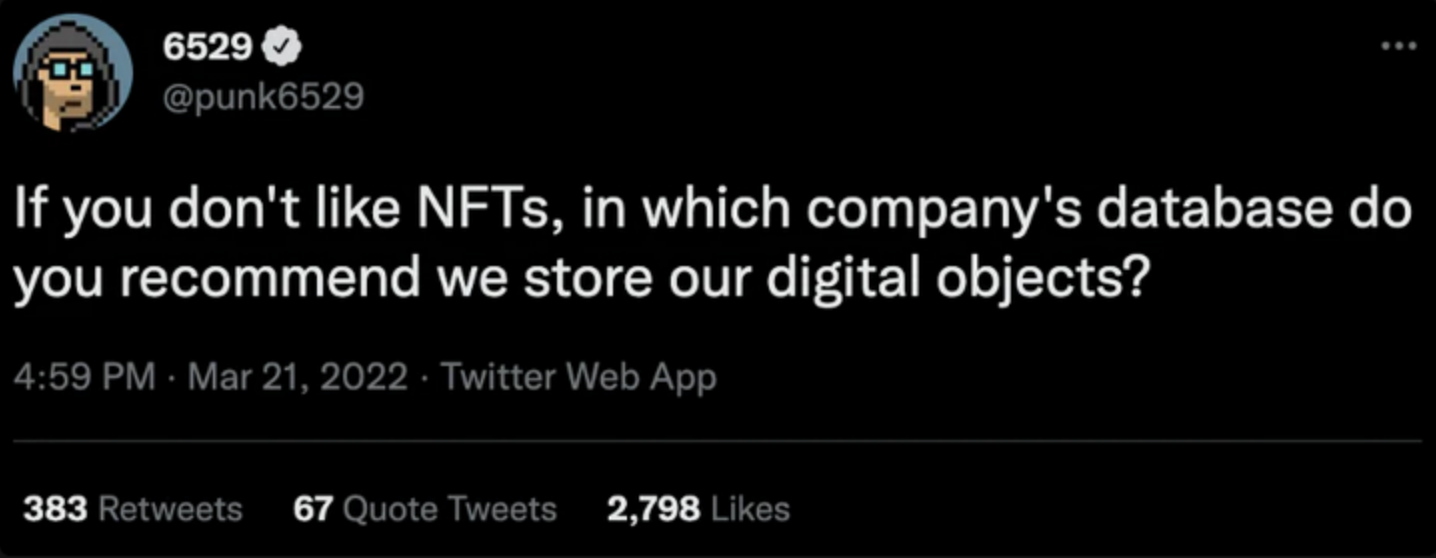 6529
@punk6529
If you don't like NFTs, in which company's database do
you recommend we store our digital objects?
4:59 PM · Mar 21, 2022 · Twitter Web App
383 Retweets 67 Quote Tweets 2,798 Likes